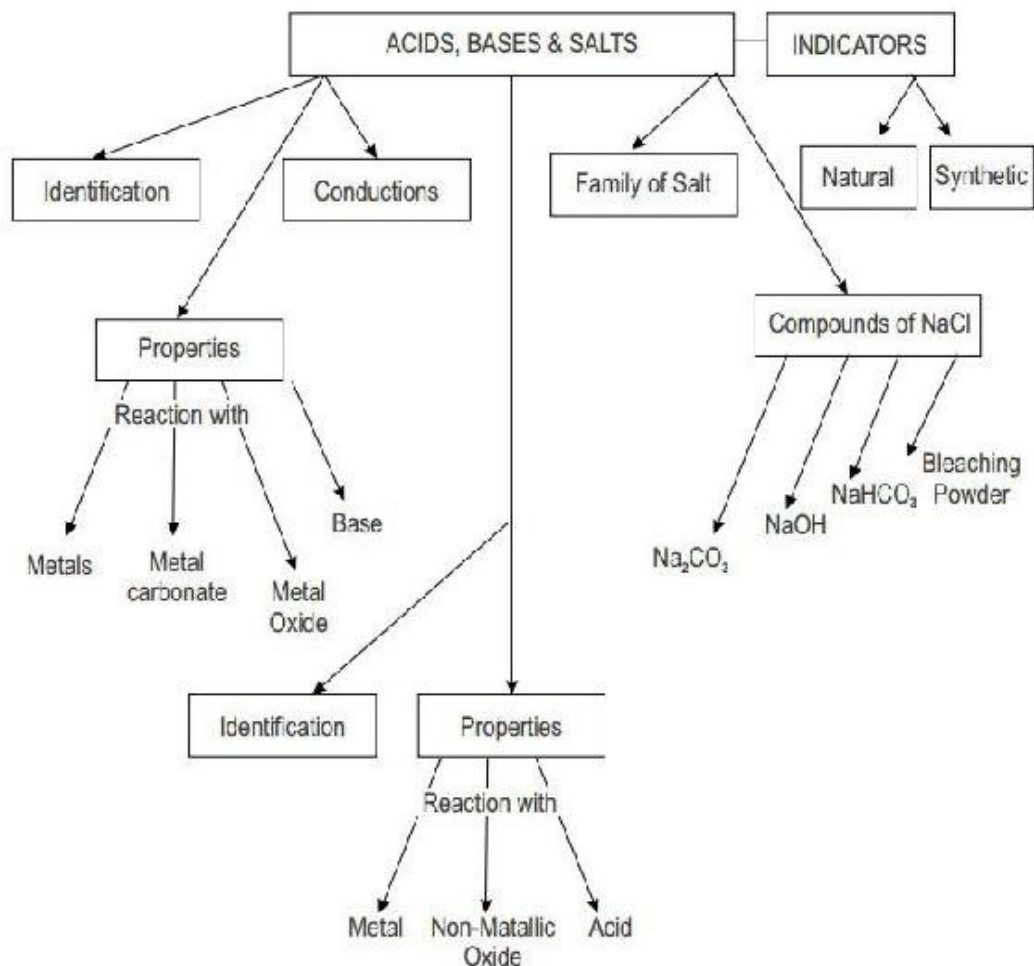 ACIDS, BASES & SALTS
INDICATORS
Identification
Conductions
Family of Salt
Natural
Synthetic
Properties
Compounds of NaCl
Reaction with
Metals
Metal
carbonate
Metal
Oxide
Base
Na₂CO₃
NaOH
NaHCO₃
Bleaching
Powder
Identification
Properties
Reaction with
Metal
Non-Matallic
Oxide
Acid